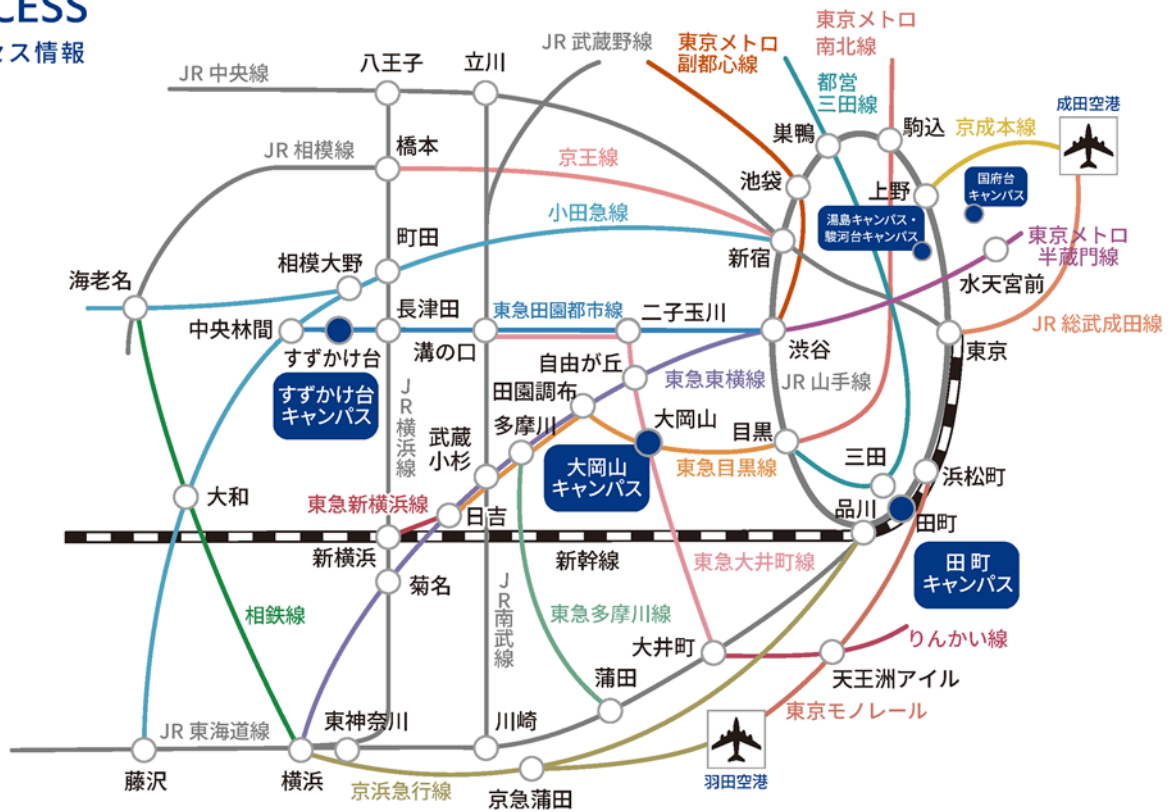 CESS
セス情報
東京メトロ
南北線
JR 武蔵野線
東京メトロ
副都心線
八王子
立川
JR 中央線
都営
三田線
成田空港
巣鴨
駒込
京成本線
橋本
JR 相模線
京王線
池袋
上野
国府台
キャンパス
小田急線
湯島キャンパス・
駿河台キャンパス
町田
新宿
東京メトロ
半蔵門線
相模大野
海老名
水天宮前
長津田
東急田園都市線
二子玉川
中央林間
すずかけ台
溝の口
渋谷
東京
JR 総武成田線
自由が丘
東急東横線
JR 山手線
すずかけ台
キャンパス
JR横浜線
田園調布
多摩川
大岡山
目黒
武蔵
小杉
大岡山
キャンパス
東急目黒線
三田
浜松町
大和
東急新横浜線
日吉
品川
田町
新横浜
新幹線
東急大井町線
田町
キャンパス
菊名
JR南武線
相鉄線
東急多摩川線
大井町
りんかい線
天王洲アイル
蒲田
東京モノレール
JR 東海道線
東神奈川
川崎
藤沢
横浜
京浜急行線
京急蒲田
羽田空港